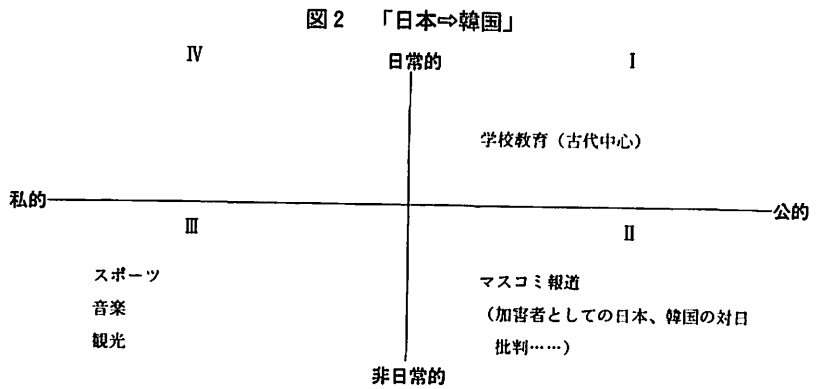 図2 「日本⇨韓国」
Ⅳ
日常的
Ⅰ
学校教育（古代中心）
私的
公的
Ⅲ
Ⅱ
スポーツ
音楽
観光
マスコミ報道
（加害者としての日本、韓国の対日
批判……）
非日常的